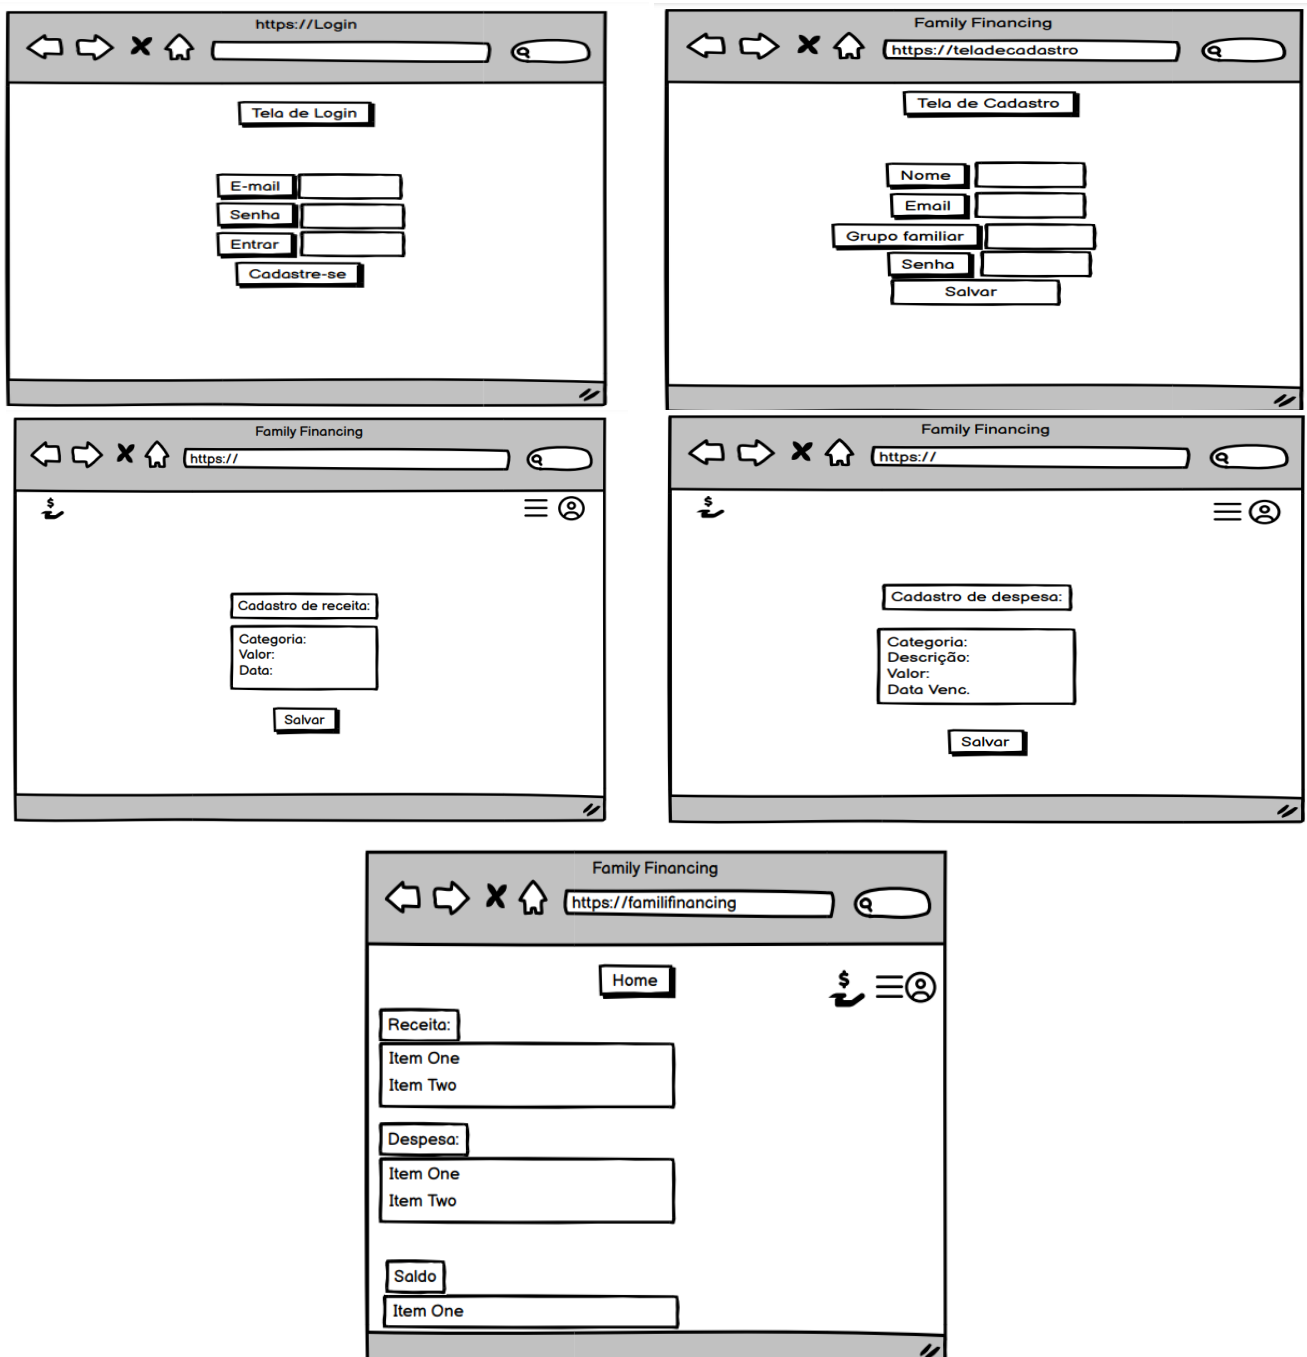 https://Login
Tela de Login
E-mail
Senha
Entrar
Cadastre-se
Family Financing
https://teladecadastro
Tela de Cadastro
Nome
Email
Grupo familiar
Senha
Salvar
Family Financing
https://
$
Cadastro de receita:
Categoria:
Valor:
Data:
Salvar
Family Financing
https://
$
Cadastro de despesa:
Categoria:
Descrição:
Valor:
Data Venc.
Salvar
Family Financing
https://familifinancing
Home
$
Receita:
Item One
Item Two
Despesa:
Item One
Item Two
Saldo
Item One